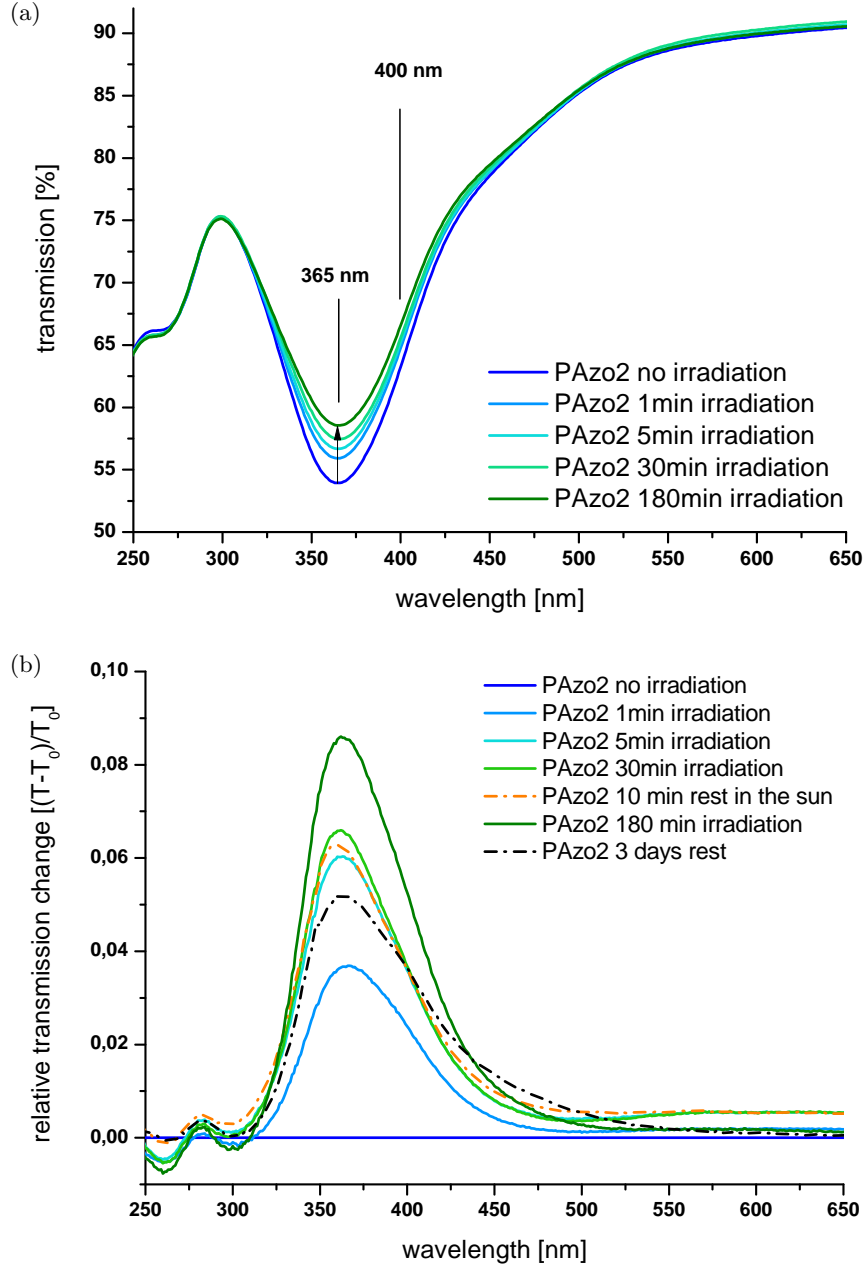 (a)
90
85
80
75
70
65
60
55
50
transmission [%]
400 nm
365 nm
PAzo2 no irradiation
PAzo2 1min irradiation
PAzo2 5min irradiation
PAzo2 30min irradiation
PAzo2 180min irradiation
250 300 350 400 450 500 550 600 650
wavelength [nm]
(b)
0,10
0,08
0,06
0,04
0,02
0,00
relative transmission change [(T-T0)/T0]
PAzo2 no irradiation
PAzo2 1min irradiation
PAzo2 5min irradiation
PAzo2 30min irradiation
PAzo2 10 min rest in the sun
PAzo2 180 min irradiation
PAzo2 3 days rest
250 300 350 400 450 500 550 600 650
wavelength [nm]